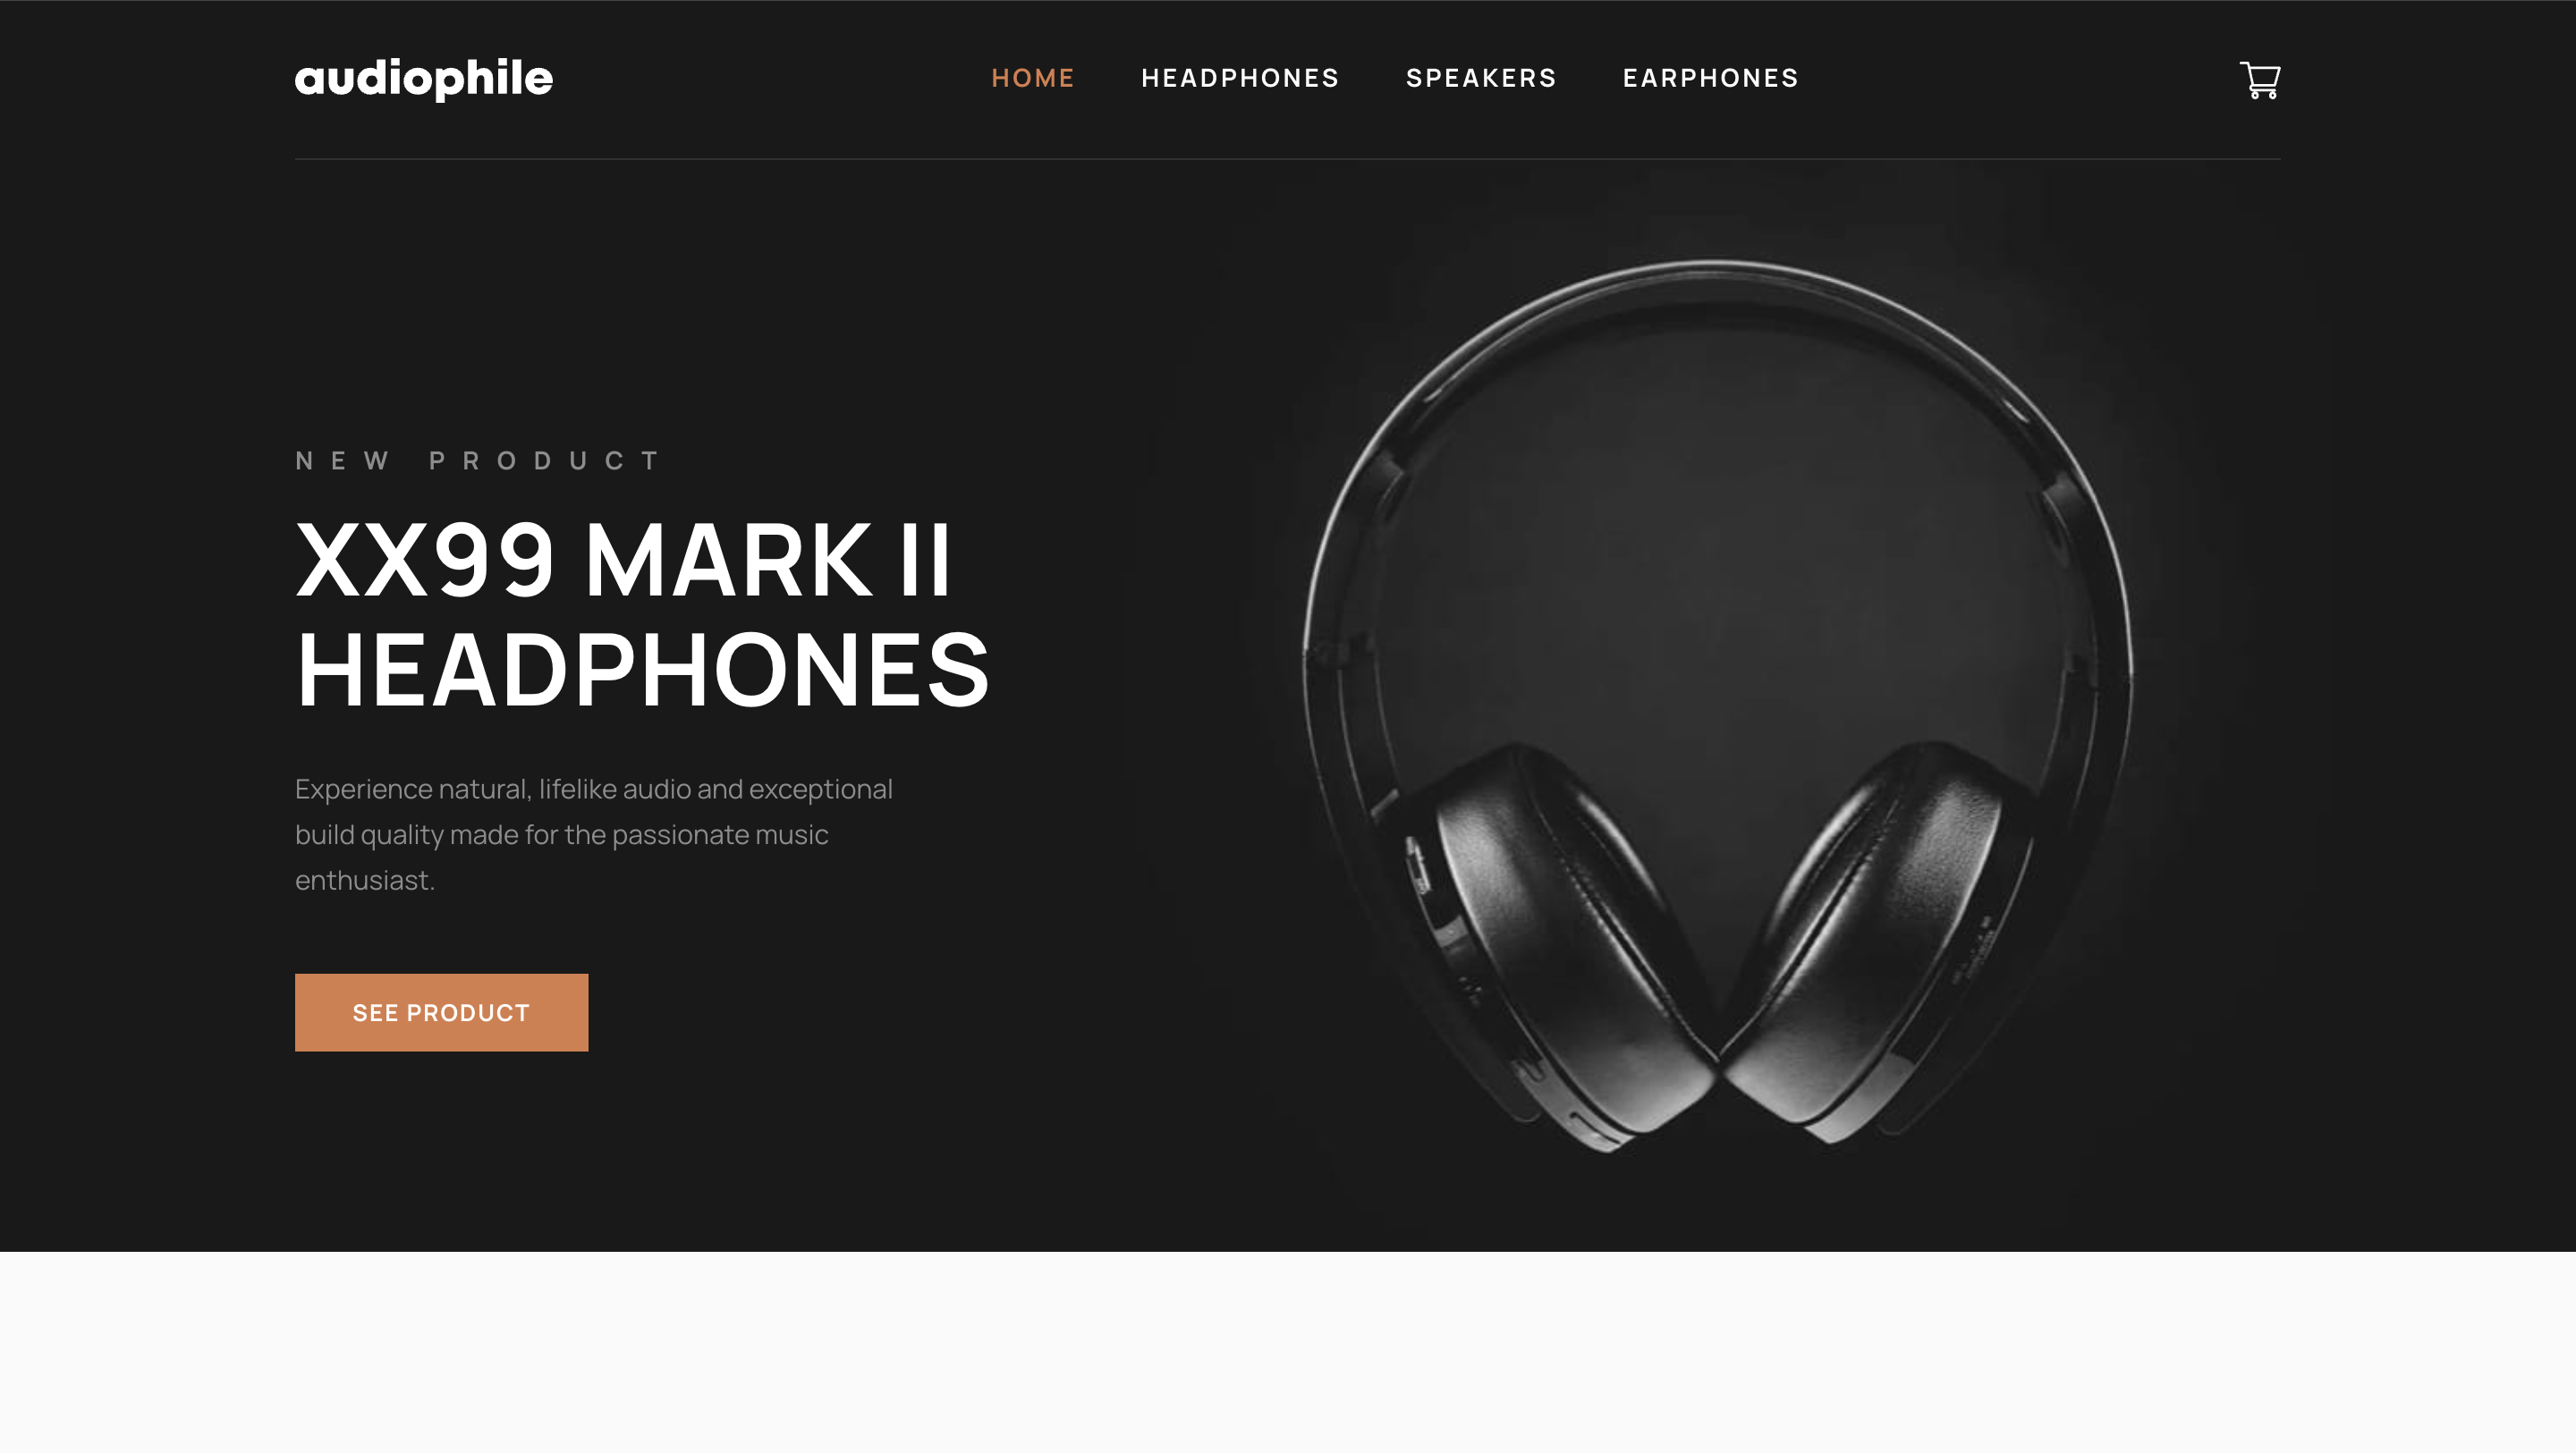 audiophile
HOME HEADPHONES SPEAKERS EARPHONES
NEW PRODUCT
XX99 MARK II
HEADPHONES
Experience natural, lifelike audio and exceptional
build quality made for the passionate music
enthusiast.
SEE PRODUCT